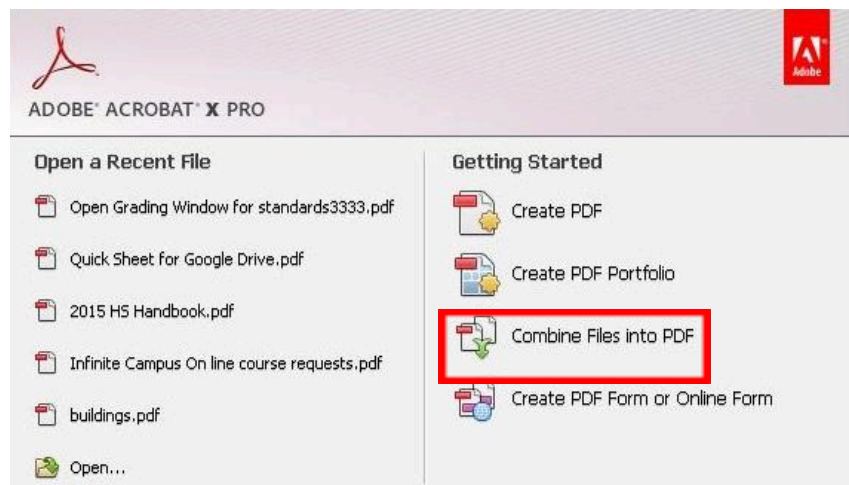 Adobe
ADOBE® ACROBAT® X PRO
Open a Recent File
Open Grading Window for standards3333.pdf
Quick Sheet for Google Drive.pdf
2015 HS Handbook.pdf
Infinite Campus On line course requests.pdf
buildings.pdf
Open...
Getting Started
Create PDF
Create PDF Portfolio
Combine Files into PDF
Create PDF Form or Online Form